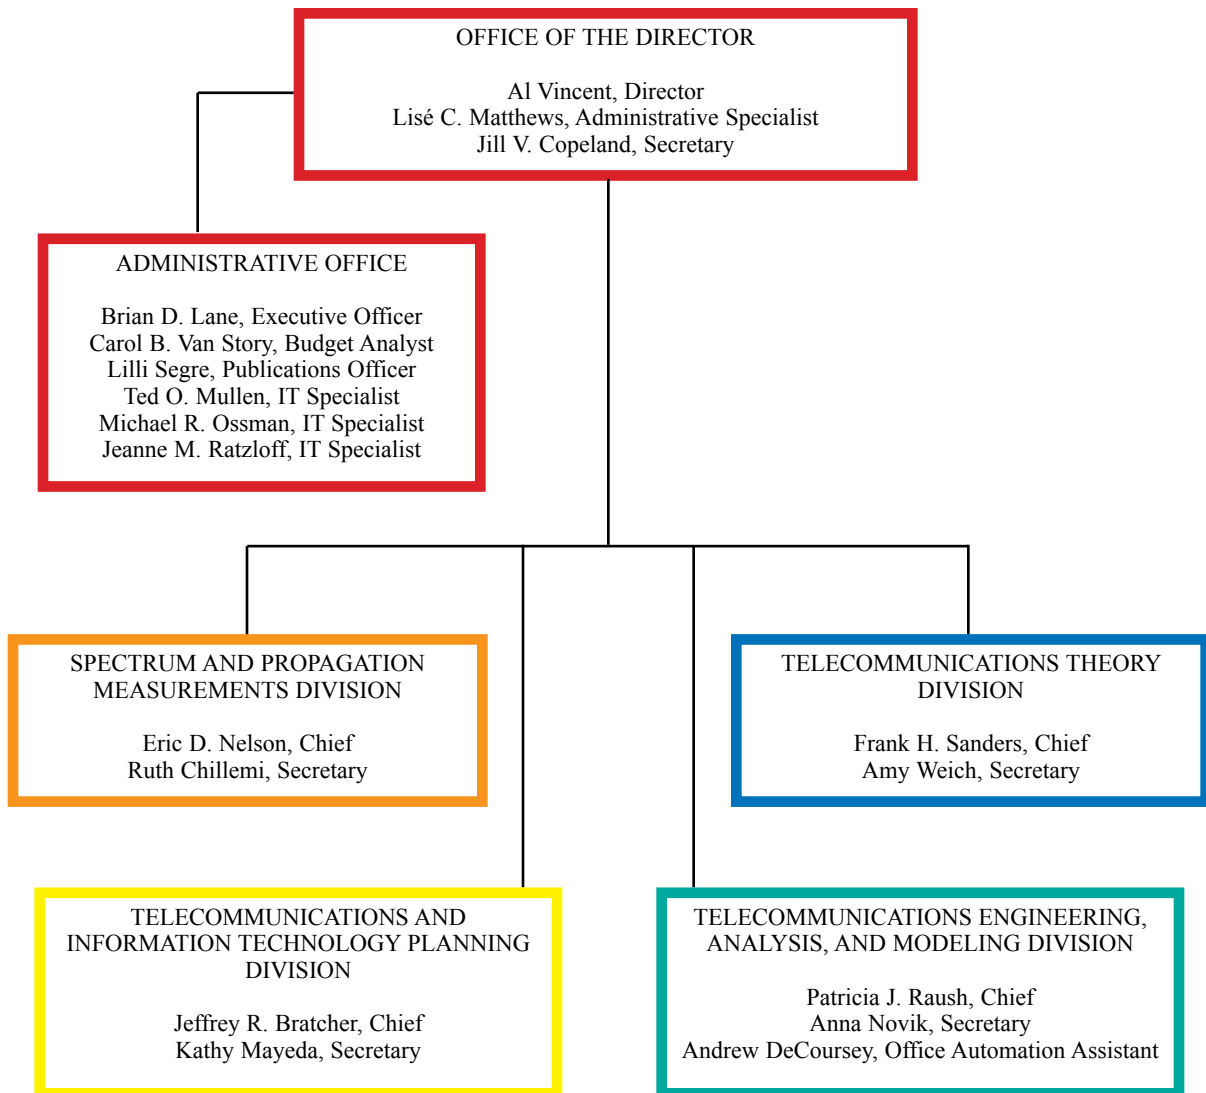 OFFICE OF THE DIRECTOR
Al Vincent, Director
Lisé C. Matthews, Administrative Specialist
Jill V. Copeland, Secretary
ADMINISTRATIVE OFFICE
Brian D. Lane, Executive Officer
Carol B. Van Story, Budget Analyst
Lilli Segre, Publications Officer
Ted O. Mullen, IT Specialist
Michael R. Ossman, IT Specialist
Jeanne M. Ratzloff, IT Specialist
SPECTRUM AND PROPAGATION
MEASUREMENTS DIVISION
Eric D. Nelson, Chief
Ruth Chillemi, Secretary
TELECOMMUNICATIONS THEORY
DIVISION
Frank H. Sanders, Chief
Amy Weich, Secretary
TELECOMMUNICATIONS AND
INFORMATION TECHNOLOGY PLANNING
DIVISION
Jeffrey R. Bratcher, Chief
Kathy Mayeda, Secretary
TELECOMMUNICATIONS ENGINEERING,
ANALYSIS, AND MODELING DIVISION
Patricia J. Raush, Chief
Anna Novik, Secretary
Andrew DeCoursey, Office Automation Assistant